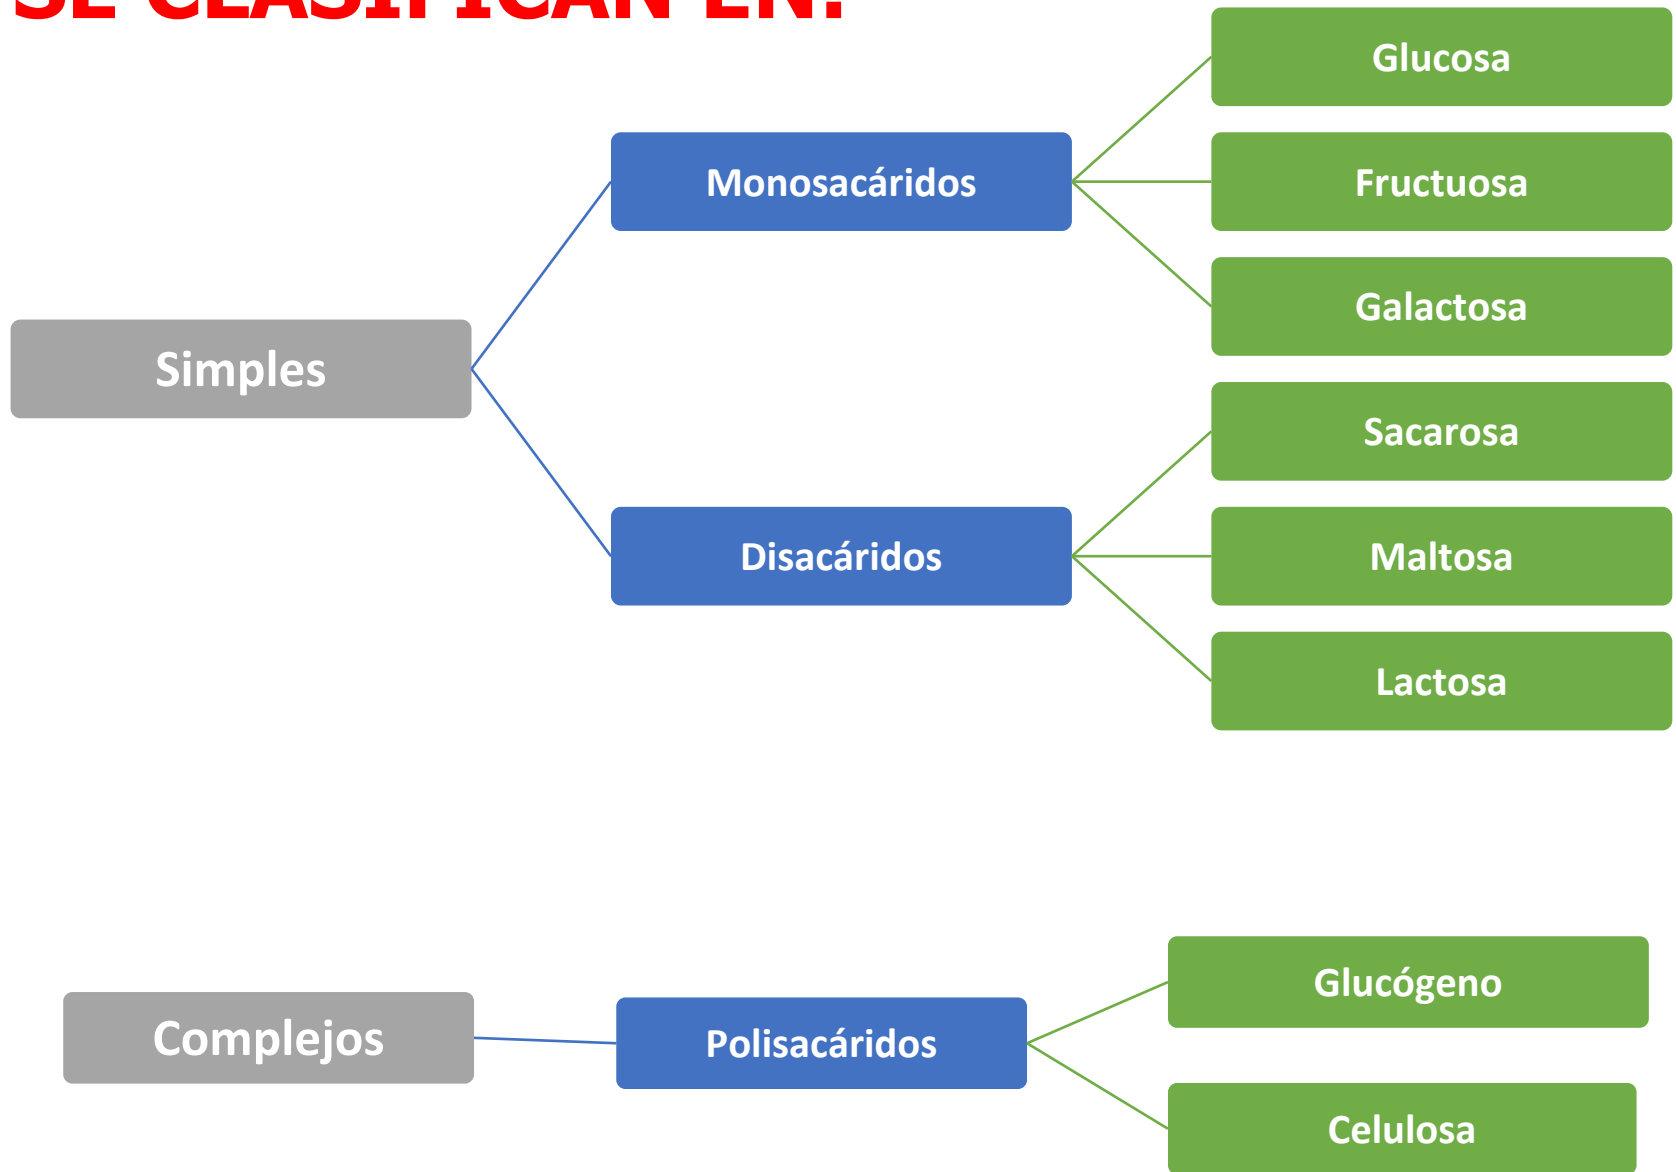 SE CLASIFICAN EN:
Simples
Monosacáridos
Glucosa
Fructuosa
Galactosa
Disacáridos
Sacarosa
Maltosa
Lactosa
Complejos
Polisacáridos
Glucógeno
Celulosa